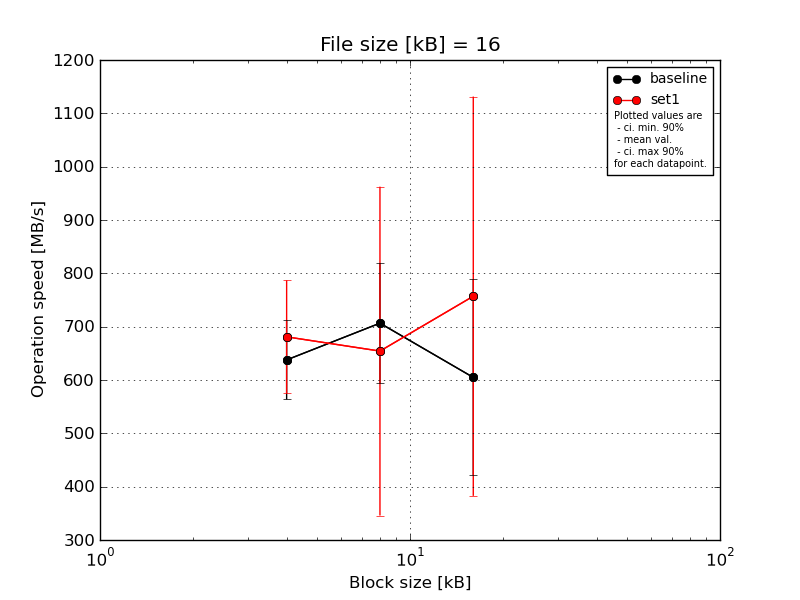 File size [kB] = 16
1200
1100
1000
900
800
700
600
500
400
300
Operation speed [MB/s]
baseline
set1
Plotted values are
- ci. min. 90%
- mean val.
- ci. max 90%
for each datapoint.
10^0
10^1
10^2
Block size [kB]